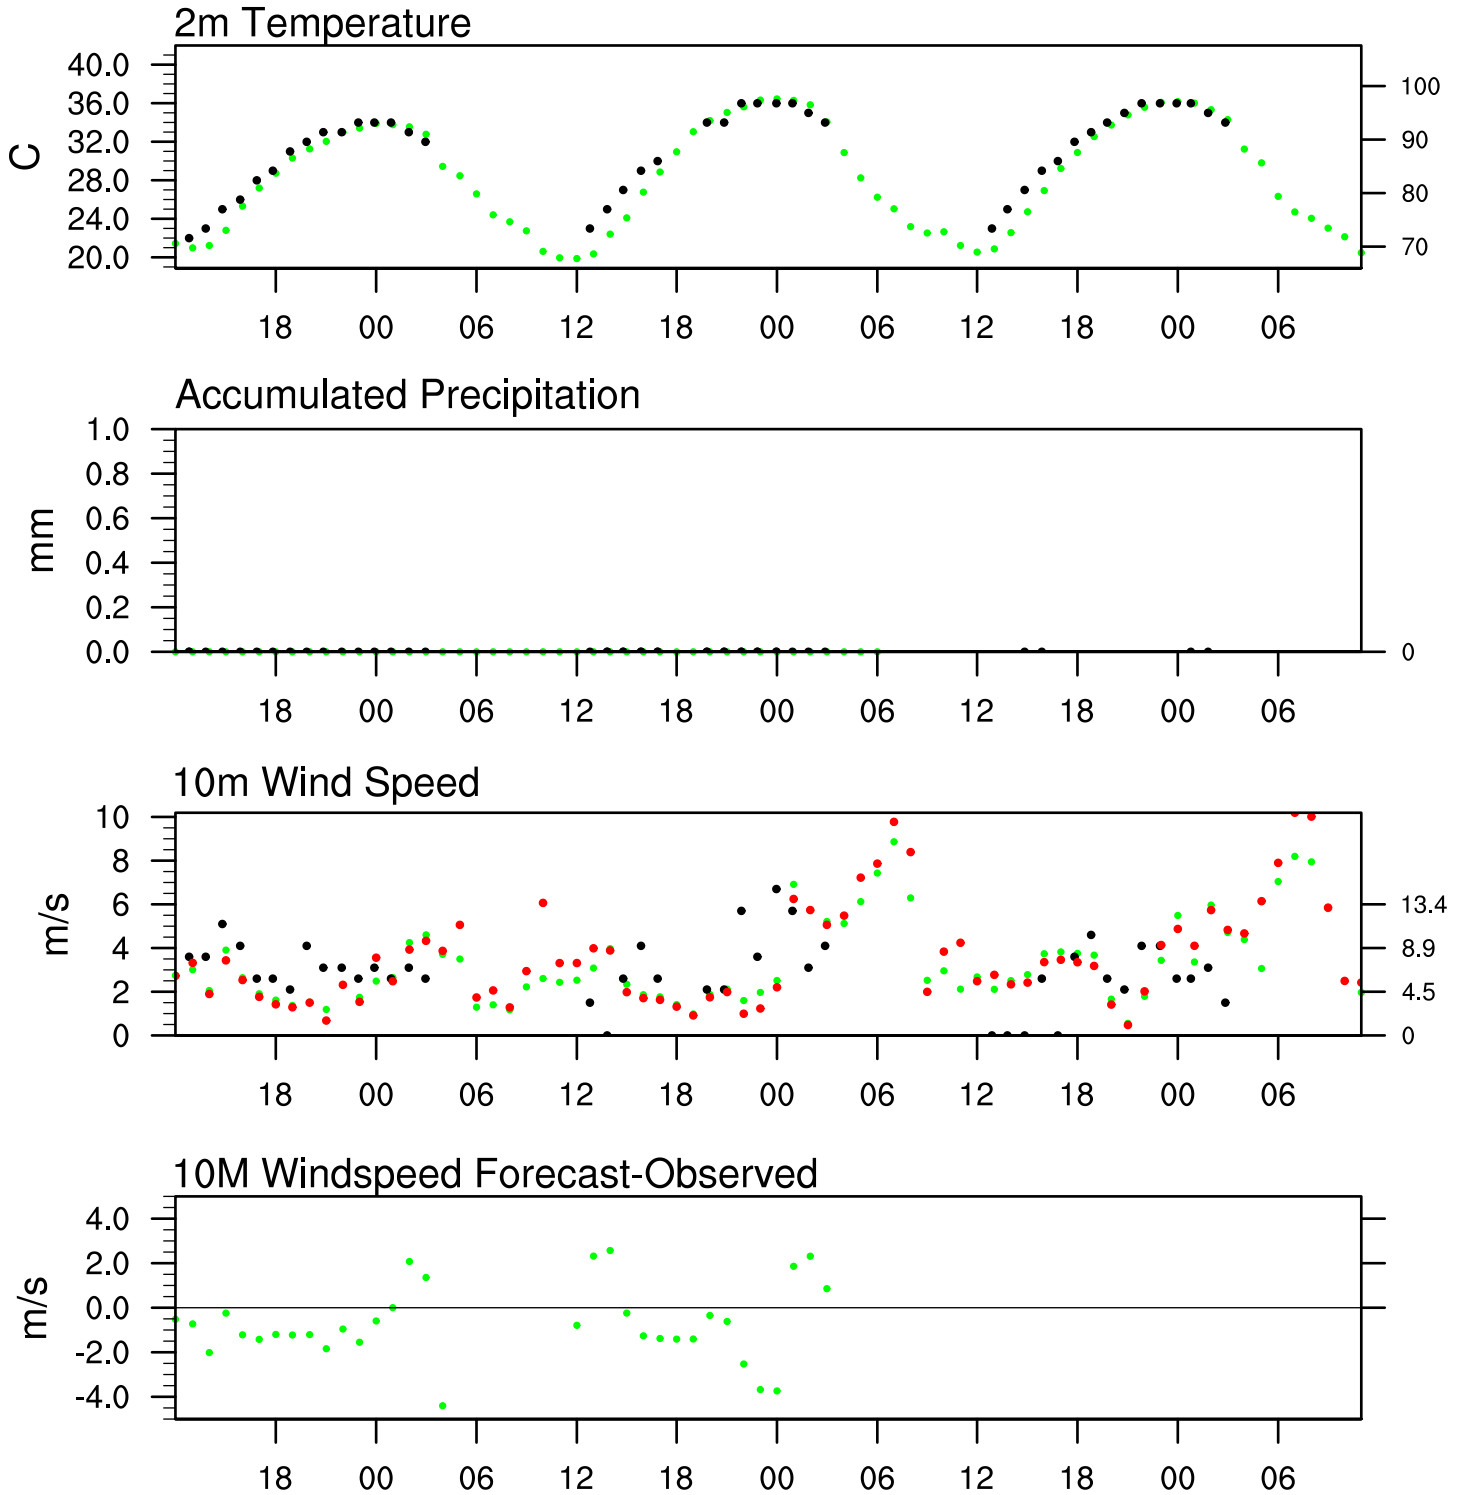 2m Temperature
40.0
36.0
32.0
28.0
24.0
20.0
C
100
90
80
70
18 00 06 12 18 00 06 12 18 00 06
Accumulated Precipitation
1.0
0.8
0.6
0.4
0.2
0.0
mm
0
18 00 06 12 18 00 06 12 18 00 06
10m Wind Speed
10
8
6
4
2
0
m/s
13.4
8.9
4.5
0
18 00 06 12 18 00 06 12 18 00 06
10M Windspeed Forecast-Observed
4.0
2.0
0.0
-2.0
-4.0
m/s
18 00 06 12 18 00 06 12 18 00 06